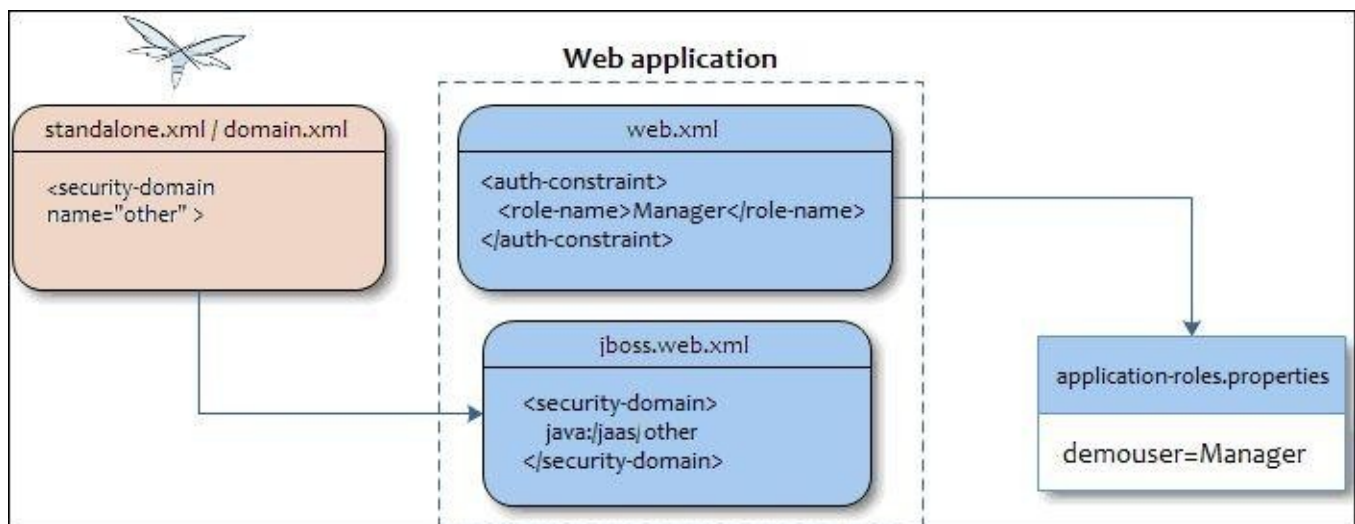 Web application
standalone.xml / domain.xml
<security-domain
name="other" >
web.xml
<auth-constraint>
<role-name>Manager</role-name>
</auth-constraint>
jboss.web.xml
<security-domain>
java:/jaas/other
</security-domain>
application-roles.properties
demouser=Manager